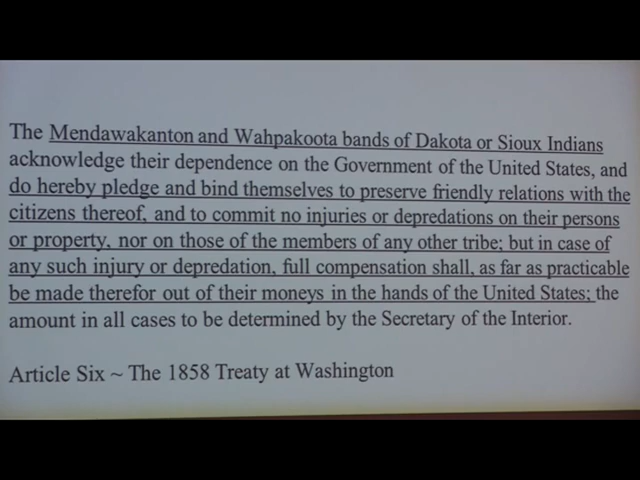 The Mendawakanton and Wahpakoota bands of Dakota or Sioux Indians
acknowledge their dependence on the Government of the United States, and
do hereby pledge and bind themselves to preserve friendly relations with the
citizens thereof, and to commit no injuries or depredations on their persons
or property, nor on those of the members of any other tribe; but in case of
any such injury or depredation, full compensation shall, as far as practicable
be made therefor out of their moneys in the hands of the United States; the
amount in all cases to be determined by the Secretary of the Interior.
Article Six ~ The 1858 Treaty at Washington